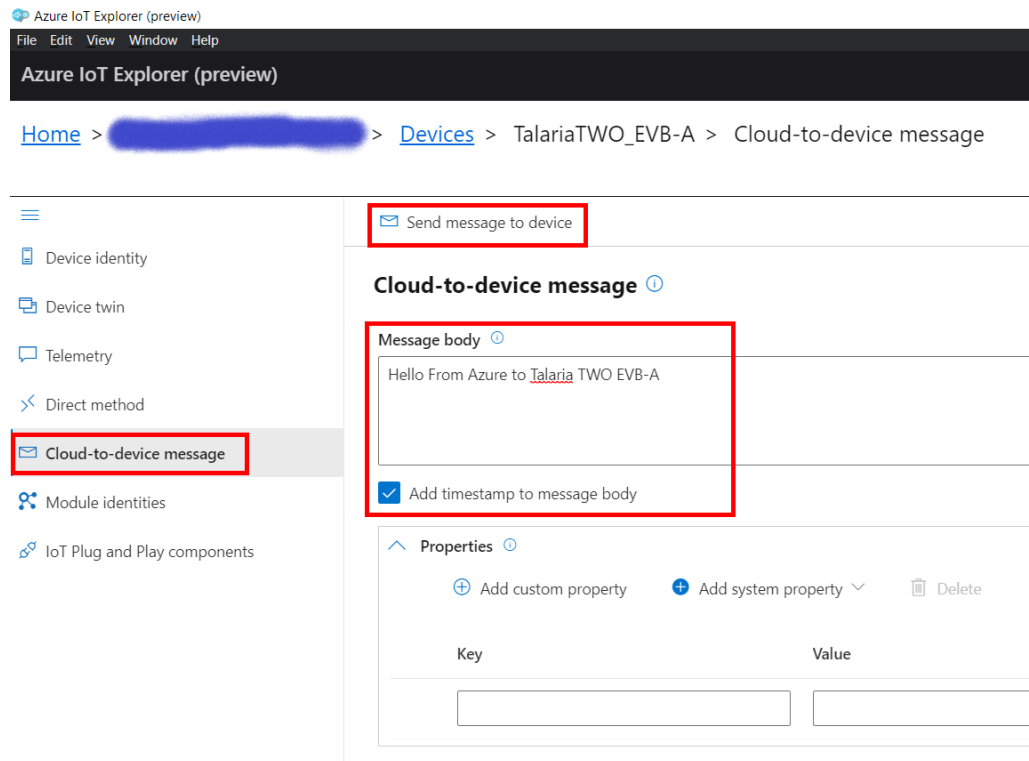 Azure IoT Explorer (preview)
File Edit View Window Help
Azure IoT Explorer (preview)
Home > > Devices > TalariaTWO_EVB-A > Cloud-to-device message
Device identity
Device twin
Telemetry
Direct method
Cloud-to-device message
Module identities
IoT Plug and Play components
Send message to device
Cloud-to-device message
Message body
Hello From Azure to Talaria TWO EVB-A
Add timestamp to message body
Properties
Add custom property Add system property Delete
Key Value